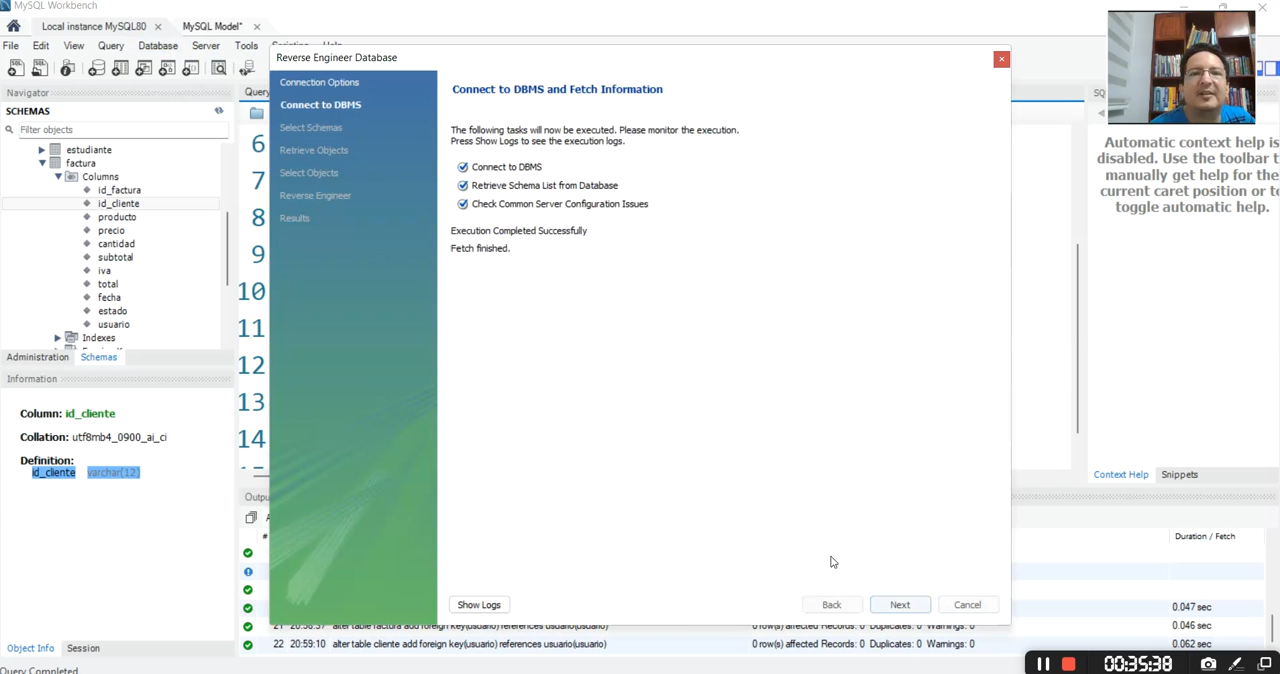 MySQL Workbench
Local instance MySQL80
MySQL Model*
File Edit View Query Database Server Tools
Navigator
SCHEMAS
Filter objects
estudiante
factura
Columns
id_factura
id_cliente
producto
precio
cantidad
subtotal
iva
total
fecha
estado
usuario
Indexes
Administration Schemas
Information
Column: id_cliente
Collation: utf8mb4_0900_ai_ci
Definition:
id_cliente varchar(12)
Object Info Session
Query Completed
6
7
8
9
10
11
12
13
14
#
Reverse Engineer Database
Connection Options
Connect to DBMS
Select Schemas
Retrieve Objects
Select Objects
Reverse Engineer
Results
Connect to DBMS and Fetch Information
The following tasks will now be executed. Please monitor the execution.
Press Show Logs to see the execution logs.
Connect to DBMS
Retrieve Schema List from Database
Check Common Server Configuration Issues
Execution Completed Successfully
Fetch finished.
Show Logs Back Next Cancel
Automatic context help is
disabled. Use the toolbar t
manually get help for the
current caret position or to
toggle automatic help.
Context Help Snippets
Duration / Fetch
0.047 sec
21 20:58:37 alter table factura add foreign key(usuario) references usuario(usuario) 0 row(s) affected Records: 0 Duplicates: 0 Warnings: 0 0.046 sec
22 20:59:10 alter table cliente add foreign key(usuario) references usuario(usuario) 0 row(s) affected Records: 0 Duplicates: 0 Warnings: 0 0.062 sec
00:35:38